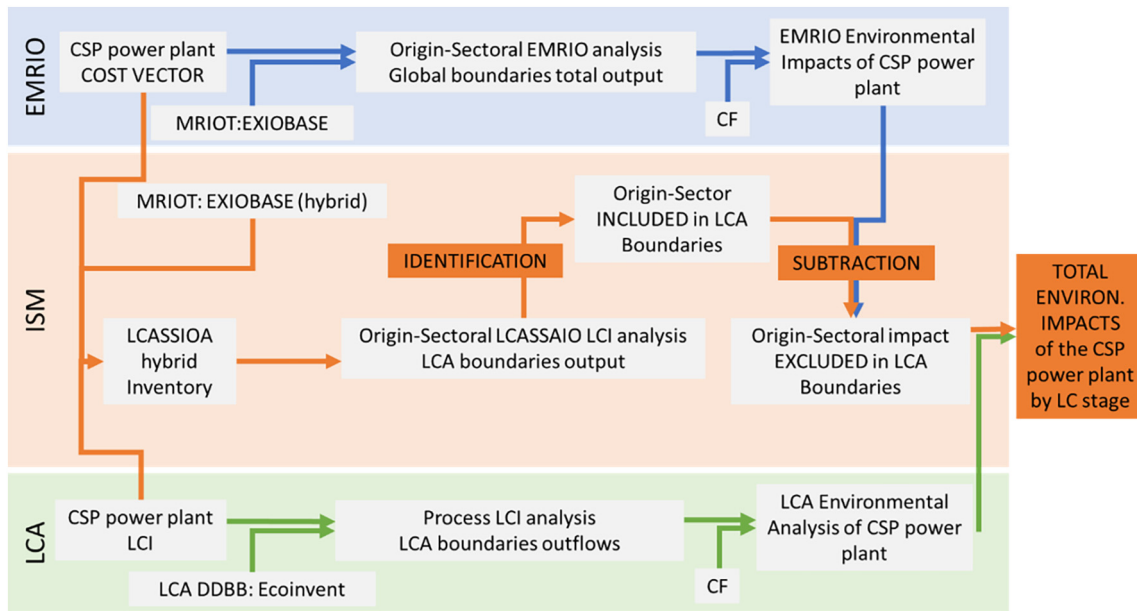 EMRIO
CSP power plant
COST VECTOR
MRIOT:EXIOBASE
Origin-Sectoral EMRIO analysis
Global boundaries total output
CF
EMRIO Environmental
Impacts of CSP power
plant
ISM
MRIOT: EXIOBASE (hybrid)
LCASSIOA
hybrid
Inventory
Origin-Sectoral LCASSAIO LCI analysis
LCA boundaries output
IDENTIFICATION
Origin-Sector
INCLUDED in LCA
Boundaries
SUBTRACTION
Origin-Sectoral impact
EXCLUDED in LCA
Boundaries
TOTAL
ENVIRON.
IMPACTS
of the CSP
power plant
by LC stage
LCA
CSP power plant
LCI
LCA DDBB: Ecoinvent
Process LCI analysis
LCA boundaries outflows
CF
LCA Environmental
Analysis of CSP power
plant